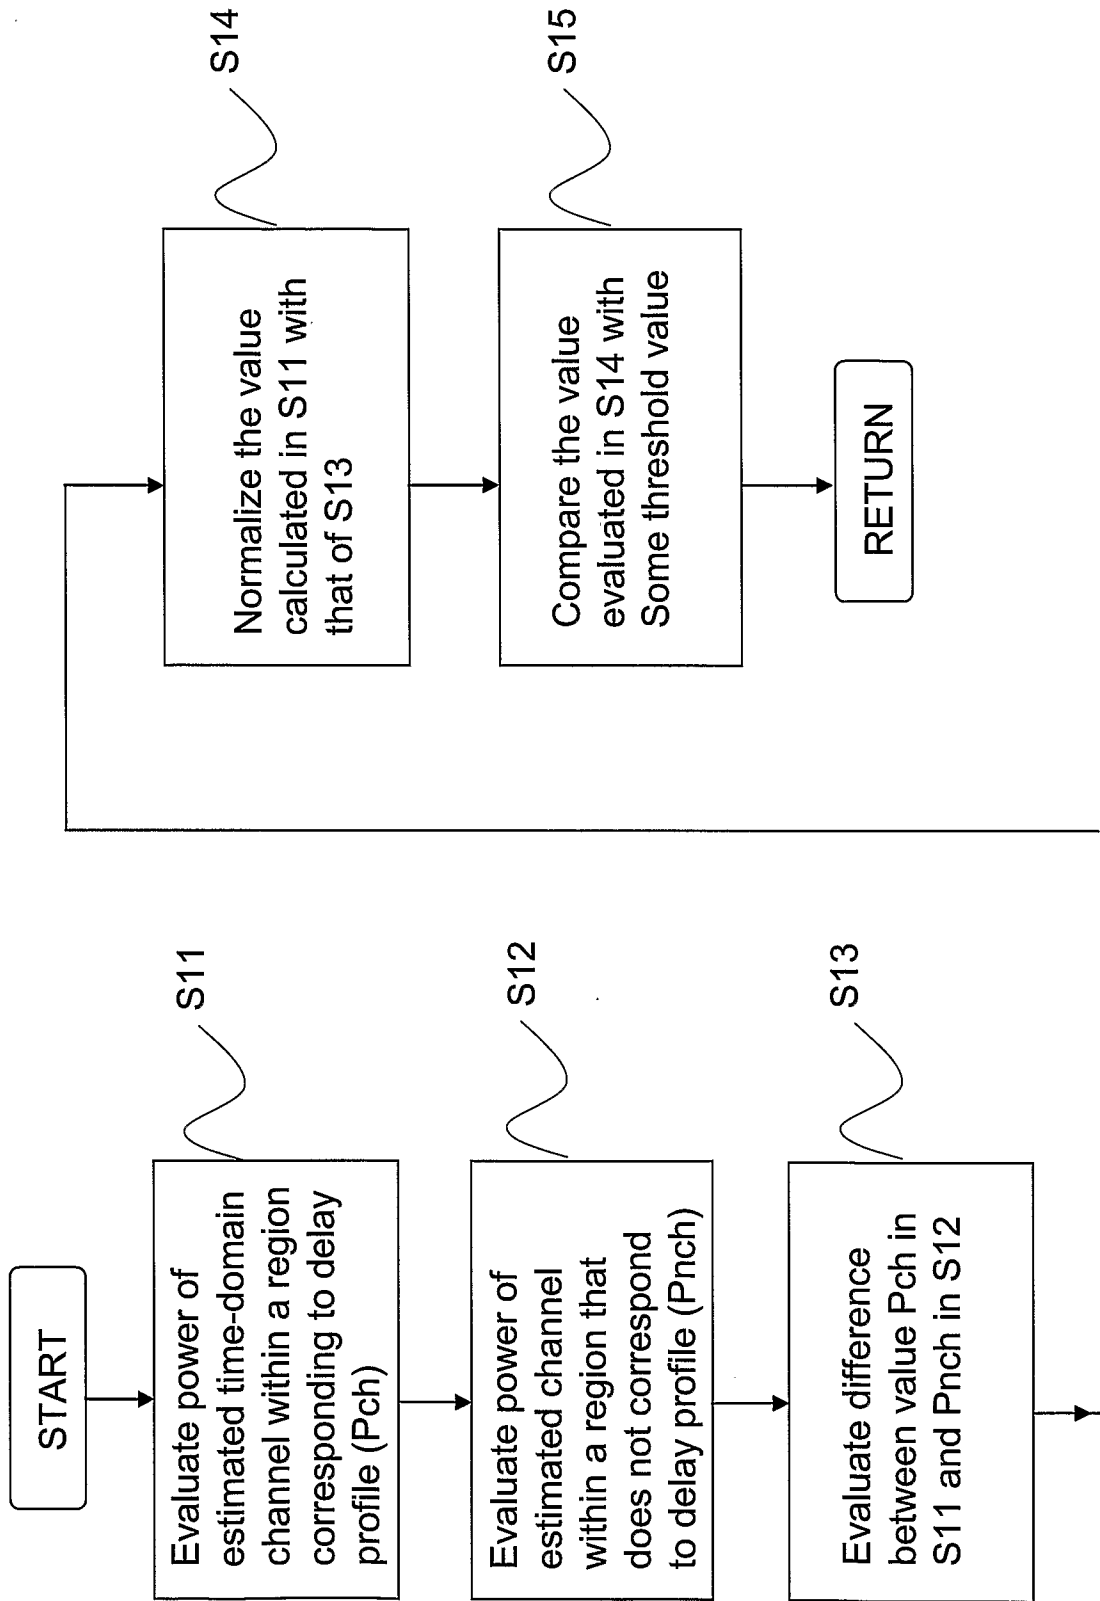 START
Evaluate power of
estimated time-domain
channel within a region
corresponding to delay
profile (Pch)
S11
Evaluate power of
estimated channel
within a region that
does not correspond
to delay profile (Pnch)
S12
Evaluate difference
between value Pch in
S11 and Pnch in S12
S13
Normalize the value
calculated in S11 with
that of S13
S14
Compare the value
evaluated in S14 with
Some threshold value
S15
RETURN